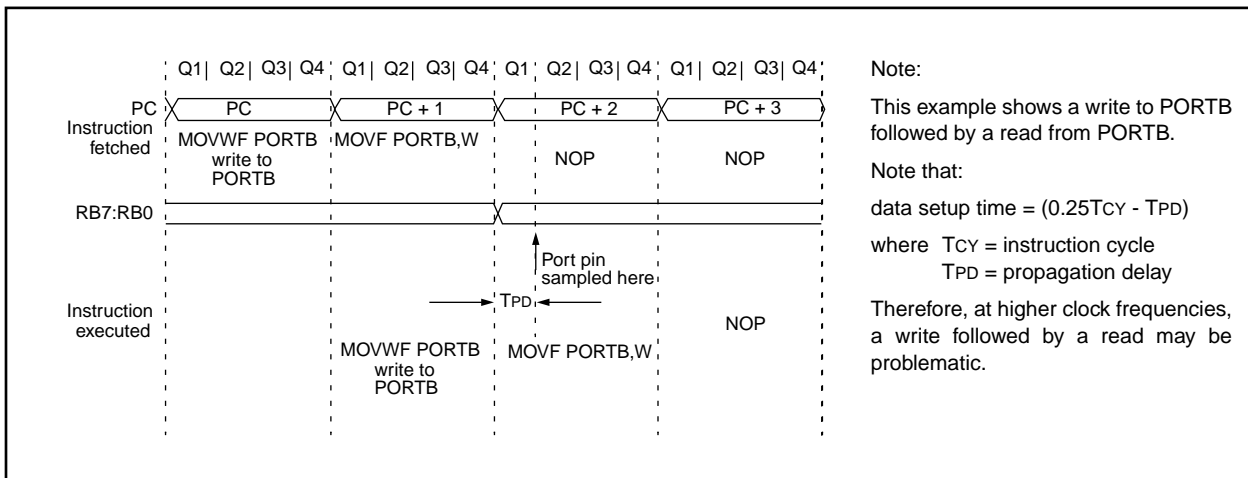 Q1| Q2| Q3| Q4 Q1| Q2| Q3| Q4 Q1 Q2| Q3| Q4 Q1| Q2| Q3| Q4
PC PC PC + 1 PC + 2 PC + 3
Instruction
fetched
MOVWF PORTB
write to
PORTB
MOVF PORTB,W
NOP
NOP
RB7:RB0
Port pin
sampled here
TPD
Instruction
executed
MOVWF PORTB
write to
PORTB
MOVF PORTB,W
NOP
Note:
This example shows a write to PORTB
followed by a read from PORTB.
Note that:
data setup time = (0.25TCY - TPD)
where TCY = instruction cycle
TPD = propagation delay
Therefore, at higher clock frequencies,
a write followed by a read may be
problematic.